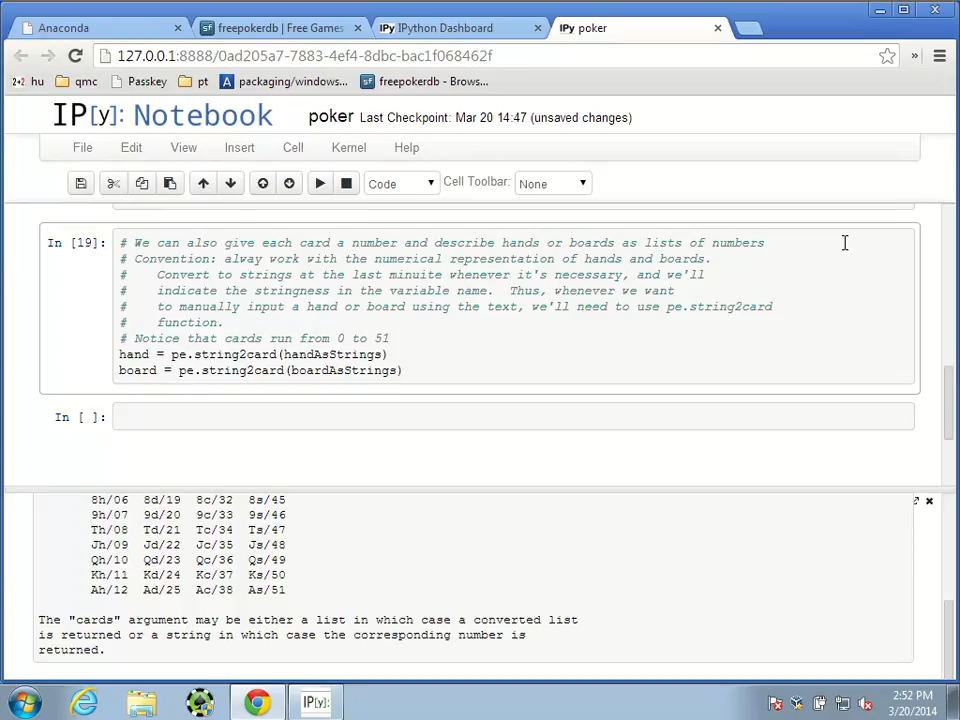 Anaconda
freepokerdb | Free Games
IPy IPython Dashboard
IPy poker
127.0.0.1:8888/0ad205a7-7883-4ef4-8dbc-bac1f068462f
2+2 hu
qmc
Passkey
pt
packaging/windows...
sf freepokerdb - Brows...
»
IP[y]: Notebook
poker Last Checkpoint: Mar 20 14:47 (unsaved changes)
File Edit View Insert Cell Kernel Help
Code
Cell Toolbar: None
In [19]:
# We can also give each card a number and describe hands or boards as lists of numbers
# Convention: alway work with the numerical representation of hands and boards.
# Convert to strings at the last minuite whenever it's necessary, and we'll
# indicate the stringness in the variable name. Thus, whenever we want
# to manually input a hand or board using the text, we'll need to use pe.string2card
# function.
# Notice that cards run from 0 to 51
hand = pe.string2card(handAsStrings)
board = pe.string2card(boardAsStrings)
In [ ]:
8h/06 8d/19 8c/32 8s/45
9h/07 9d/20 9c/33 9s/46
Th/08 Td/21 Tc/34 Ts/47
Jh/09 Jd/22 Jc/35 Js/48
Qh/10 Qd/23 Qc/36 Qs/49
Kh/11 Kd/24 Kc/37 Ks/50
Ah/12 Ad/25 Ac/38 As/51
The "cards" argument may be either a list in which case a converted list
is returned or a string in which case the corresponding number is
returned.
IP[y]:
2:52 PM
3/20/2014